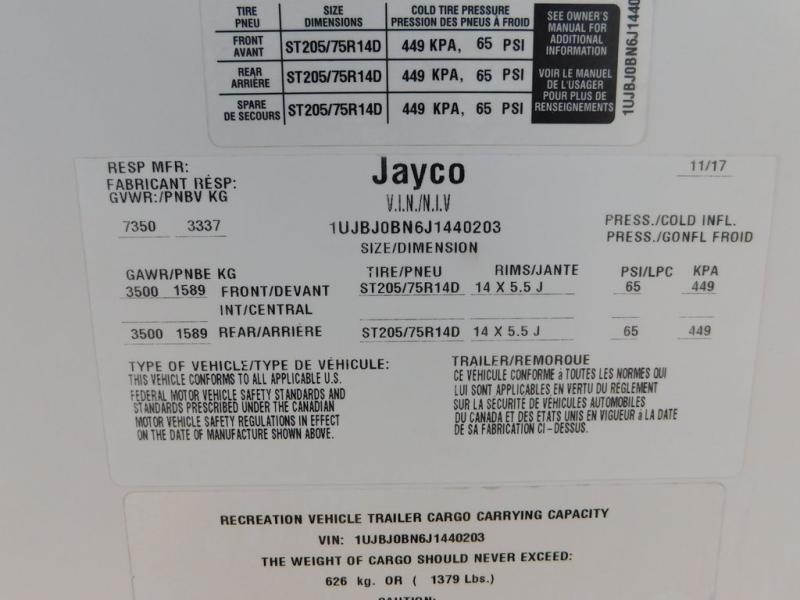 TIRE SIZE COLD TIRE PRESSURE
PNEU DIMENSIONS PRESSION DES PNEUS À FROID
FRONT
AVANT ST205/75R14D 449 KPA, 65 PSI
REAR
ARRIÈRE ST205/75R14D 449 KPA, 65 PSI
SPARE
DE SECOURS ST205/75R14D 449 KPA, 65 PSI
SEE OWNER'S
MANUAL FOR
ADDITIONAL
INFORMATION
VOIR LE MANUEL
DE L'USAGER
POUR PLUS DE
RENSEIGNEMENTS
1UJBJ0BN6J1440
RESP MFR: Jayco 11/17
FABRICANT RÉSP:
GVWR:/PNBV KG V.I.N./N.I.V
7350 3337 1UJBJ0BN6J1440203 PRESS./COLD INFL.
SIZE/DIMENSION PRESS./GONFL FROID
GAWR/PNBE KG TIRE/PNEU RIMS/JANTE PSI/LPC KPA
3500 1589 FRONT/DEVANT ST205/75R14D 14 X 5.5 J 65 449
INT/CENTRAL
3500 1589 REAR/ARRIÈRE ST205/75R14D 14 X 5.5 J 65 449
TYPE OF VEHICLE/TYPE DE VÉHICULE: TRAILER/REMORQUE
THIS VEHICLE CONFORMS TO ALL APPLICABLE U.S.
FEDERAL MOTOR VEHICLE SAFETY STANDARDS AND
STANDARDS PRESCRIBED UNDER THE CANADIAN
MOTOR VEHICLE SAFETY REGULATIONS IN EFFECT
ON THE DATE OF MANUFACTURE SHOWN ABOVE.
CE VÉHICULE CONFORME à TOUTES LES NORMES QUI
LUI SONT APPLICABLES EN VERTU DU RÈGLEMENT
SUR LA SÉCURITÉ DE VÉHICULES AUTOMOBILES
DU CANADA ET DES ETATS UNIS EN VIGUEUR à LA DATE
DE SA FABRICATION CI-DESSUS.
RECREATION VEHICLE TRAILER CARGO CARRYING CAPACITY
VIN: 1UJBJ0BN6J1440203
THE WEIGHT OF CARGO SHOULD NEVER EXCEED:
626 kg. OR ( 1379 Lbs.)
CAUTION: